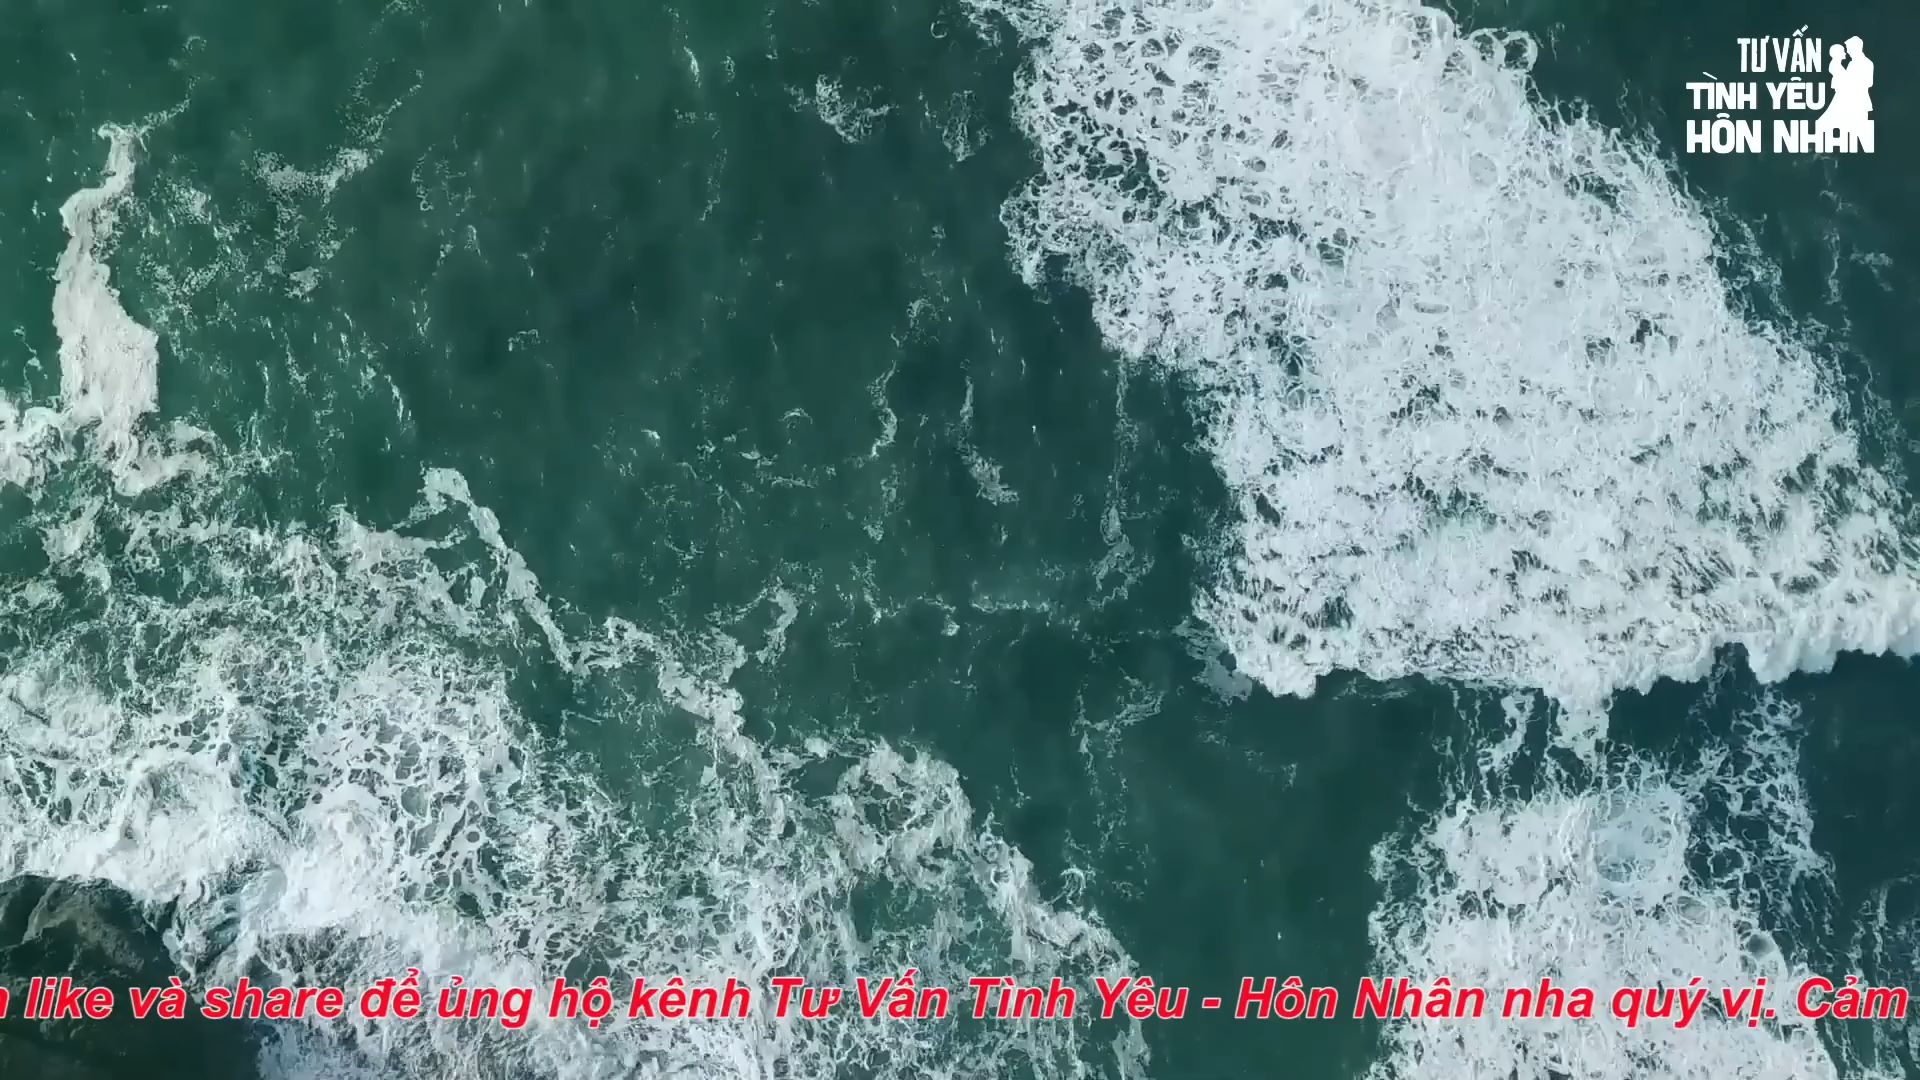 TƯ VẤN
TÌNH YÊU
HÔN NHÂN
like và share để ủng hộ kênh Tư Vấn Tình Yêu - Hôn Nhân nha quý vị. Cảm